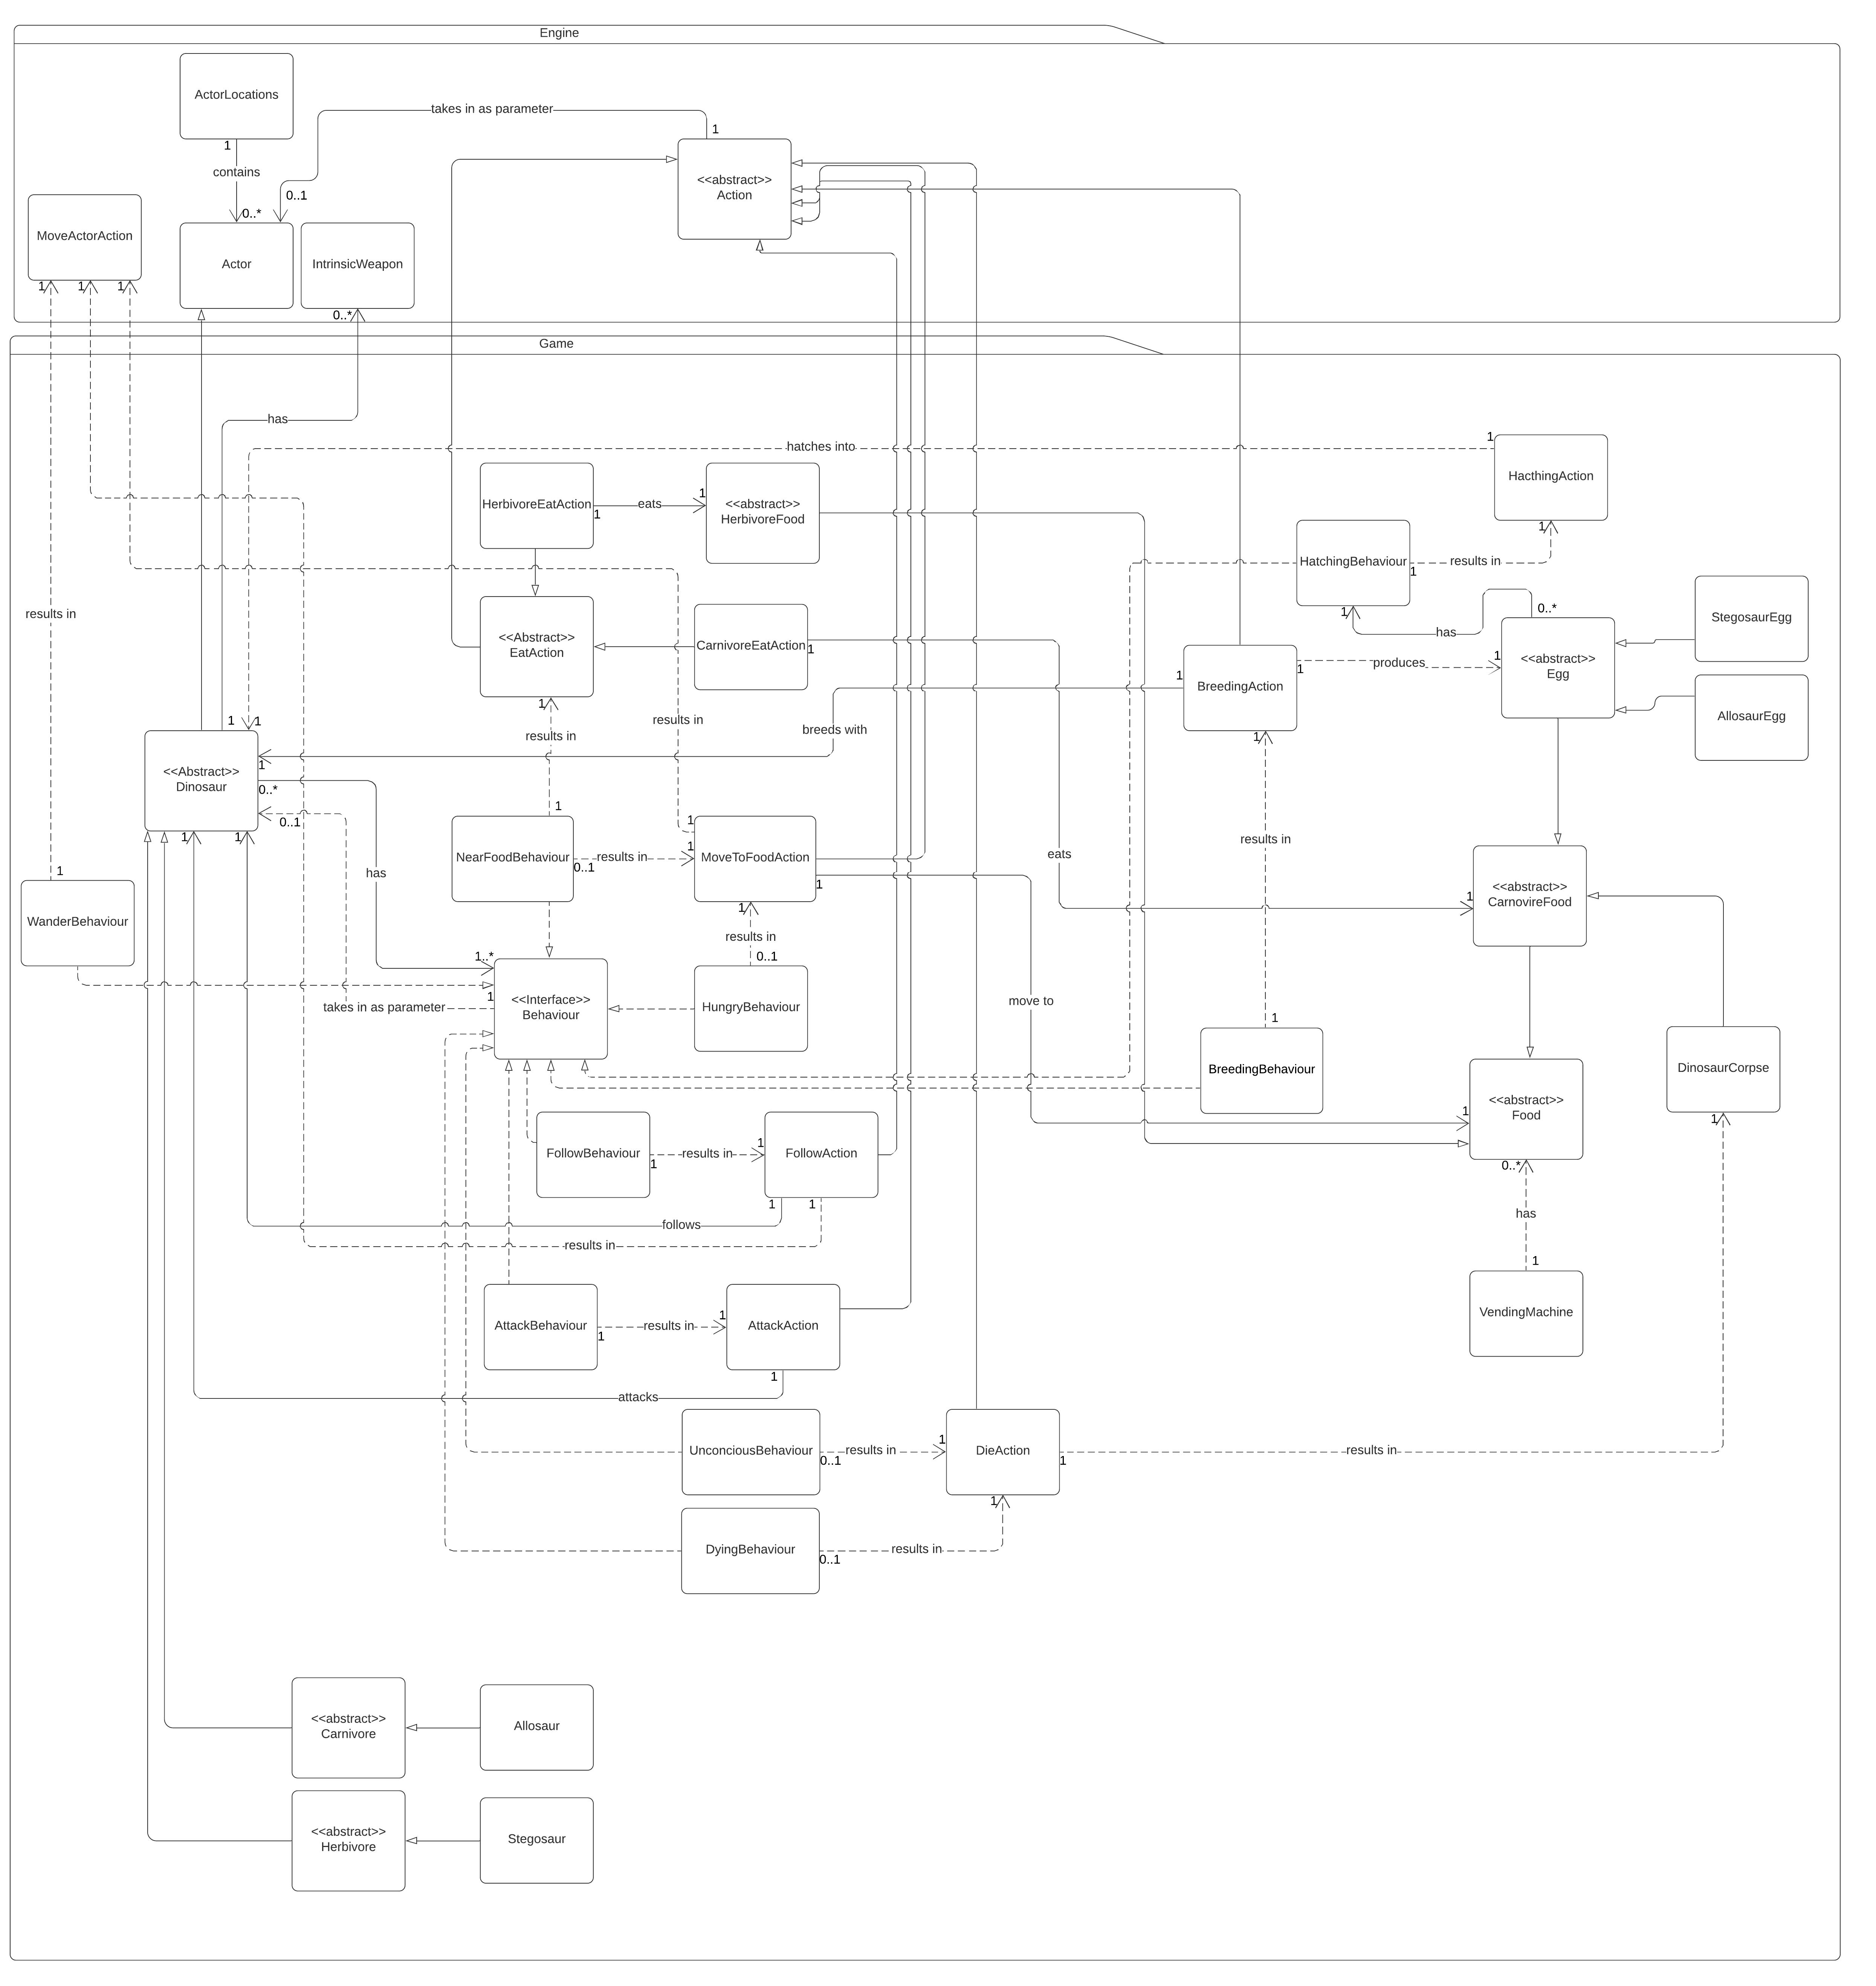 Engine
ActorLocations
takes in as parameter
1
1
contains
0..1
0..*
<<abstract>>
Action
MoveActorAction
Actor
IntrinsicWeapon
1
1
1
0..*
Game
has
hatches into
1
HacthingAction
HerbivoreEatAction
1
eats
1
<<abstract>>
HerbivoreFood
1
HatchingBehaviour
1
results in
1
0..*
has
StegosaurEgg
results in
<<Abstract>>
EatAction
CarnivoreEatAction
1
1
<<abstract>>
Egg
produces
1
1
BreedingAction
1
AllosaurEgg
results in
1
results in
breeds with
1
1
1
<<Abstract>>
Dinosaur
1
0..*
0..1
1
1
1
1
1
NearFoodBehaviour
0..1
results in
MoveToFoodAction
1
results in
eats
1
has
1
WanderBehaviour
1
<<abstract>>
CarnovireFood
results in
0..1
1..*
1
<<Interface>>
Behaviour
takes in as parameter
HungryBehaviour
move to
1
BreedingBehaviour
DinosaurCorpse
1
<<abstract>>
Food
1
0..*
FollowBehaviour
1
results in
1
FollowAction
1
1
follows
results in
has
1
VendingMachine
AttackBehaviour
1
results in
1
AttackAction
1
attacks
UnconciousBehaviour
0..1
results in
1
DieAction
1
results in
1
DyingBehaviour
0..1
results in
<<abstract>>
Carnivore
Allosaur
<<abstract>>
Herbivore
Stegosaur